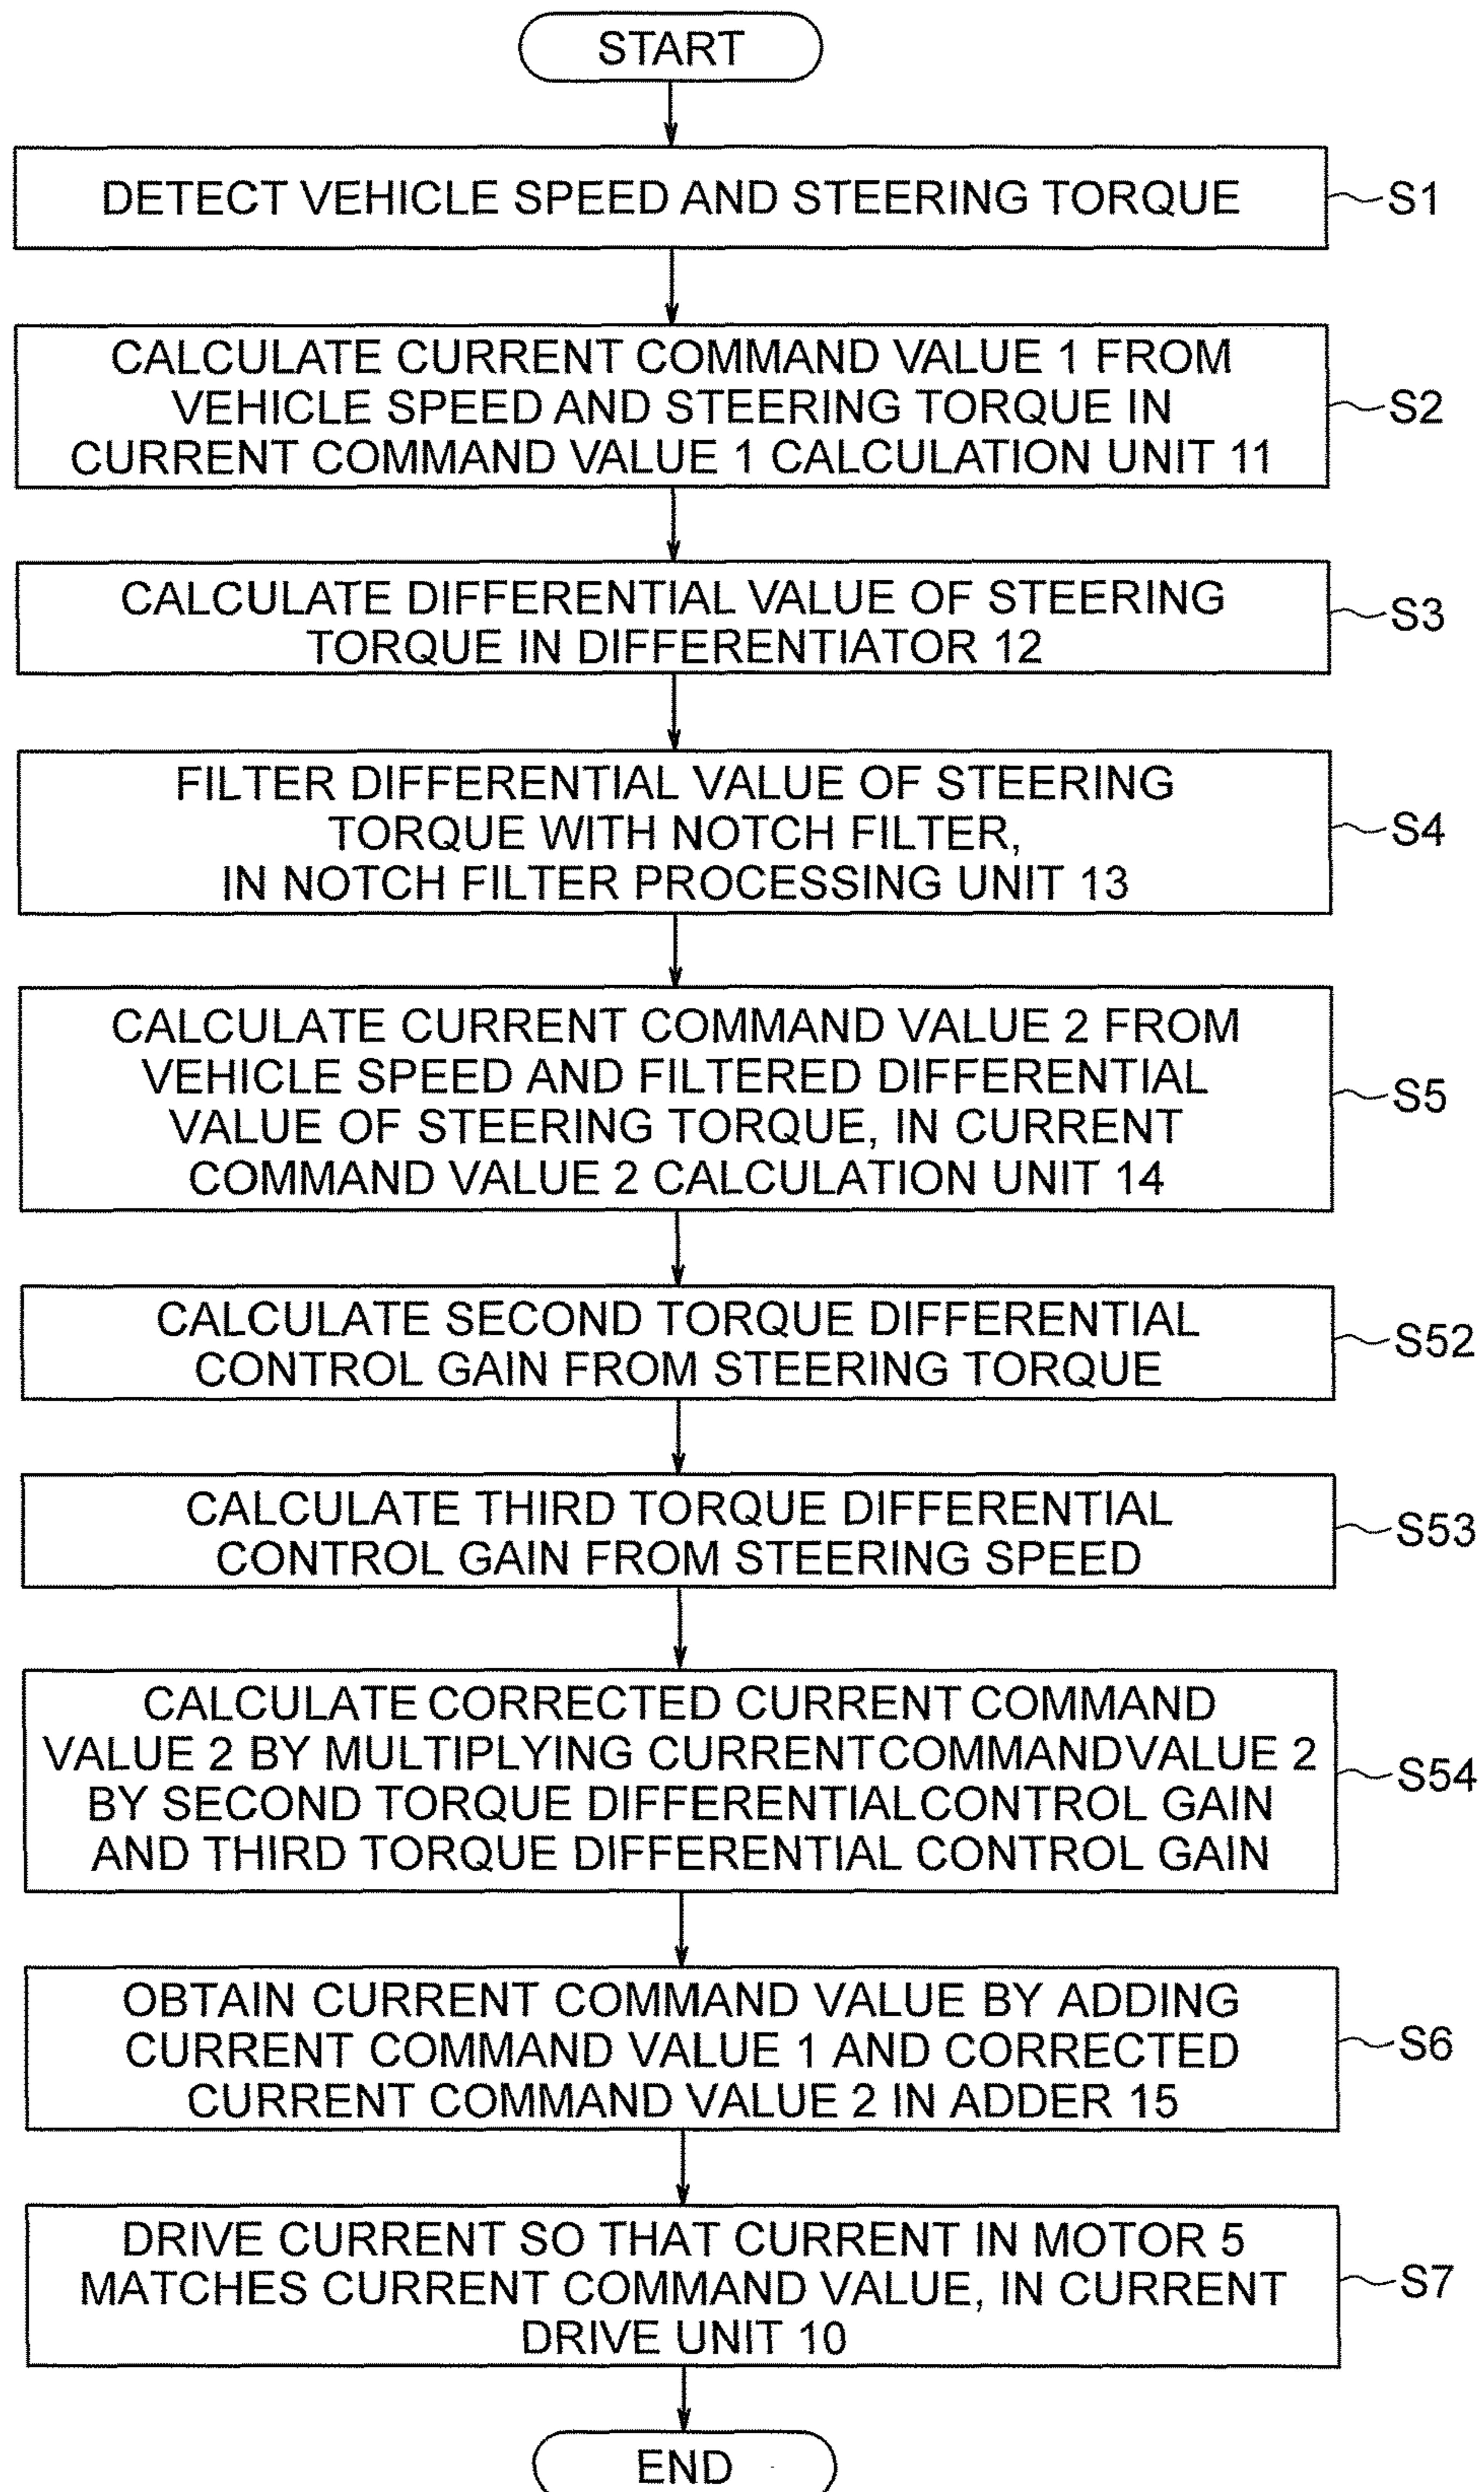 START
DETECT VEHICLE SPEED AND STEERING TORQUE
S1
CALCULATE CURRENT COMMAND VALUE 1 FROM
VEHICLE SPEED AND STEERING TORQUE IN
CURRENT COMMAND VALUE 1 CALCULATION UNIT 11
S2
CALCULATE DIFFERENTIAL VALUE OF STEERING
TORQUE IN DIFFERENTIATOR 12
S3
FILTER DIFFERENTIAL VALUE OF STEERING
TORQUE WITH NOTCH FILTER,
IN NOTCH FILTER PROCESSING UNIT 13
S4
CALCULATE CURRENT COMMAND VALUE 2 FROM
VEHICLE SPEED AND FILTERED DIFFERENTIAL
VALUE OF STEERING TORQUE, IN CURRENT
COMMAND VALUE 2 CALCULATION UNIT 14
S5
CALCULATE SECOND TORQUE DIFFERENTIAL
CONTROL GAIN FROM STEERING TORQUE
S52
CALCULATE THIRD TORQUE DIFFERENTIAL
CONTROL GAIN FROM STEERING SPEED
S53
CALCULATE CORRECTED CURRENT COMMAND
VALUE 2 BY MULTIPLYING CURRENT COMMAND VALUE 2
BY SECOND TORQUE DIFFERENTIAL CONTROL GAIN
AND THIRD TORQUE DIFFERENTIAL CONTROL GAIN
S54
OBTAIN CURRENT COMMAND VALUE BY ADDING
CURRENT COMMAND VALUE 1 AND CORRECTED
CURRENT COMMAND VALUE 2 IN ADDER 15
S6
DRIVE CURRENT SO THAT CURRENT IN MOTOR 5
MATCHES CURRENT COMMAND VALUE, IN CURRENT
DRIVE UNIT 10
S7
END